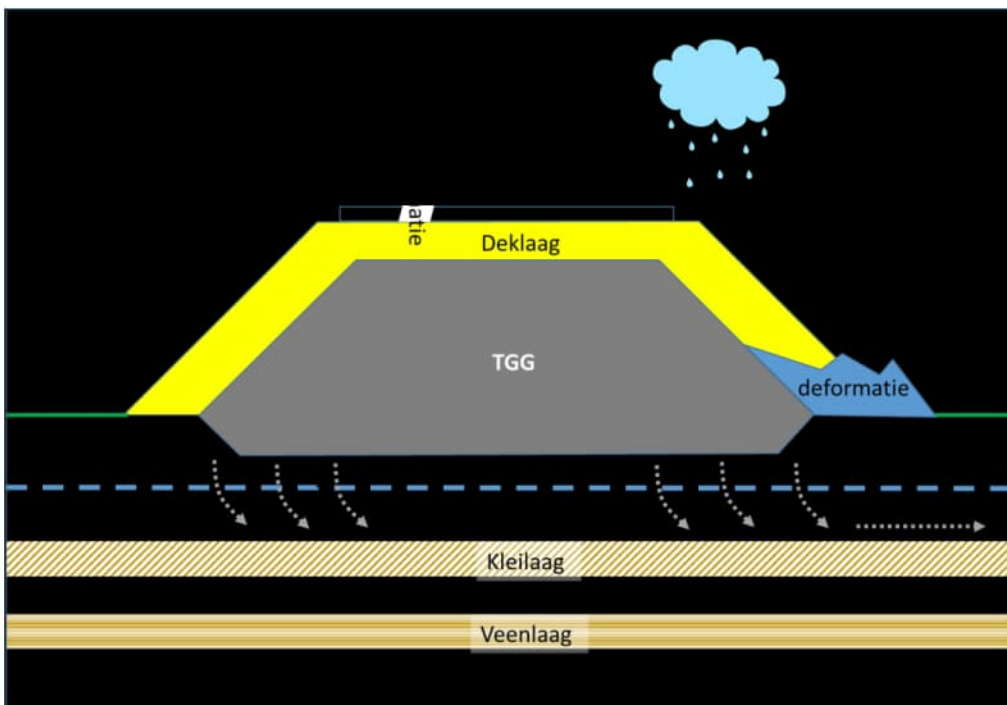 atie
Deklaag
TGG
deformatie
Kleilaag
Veenlaag